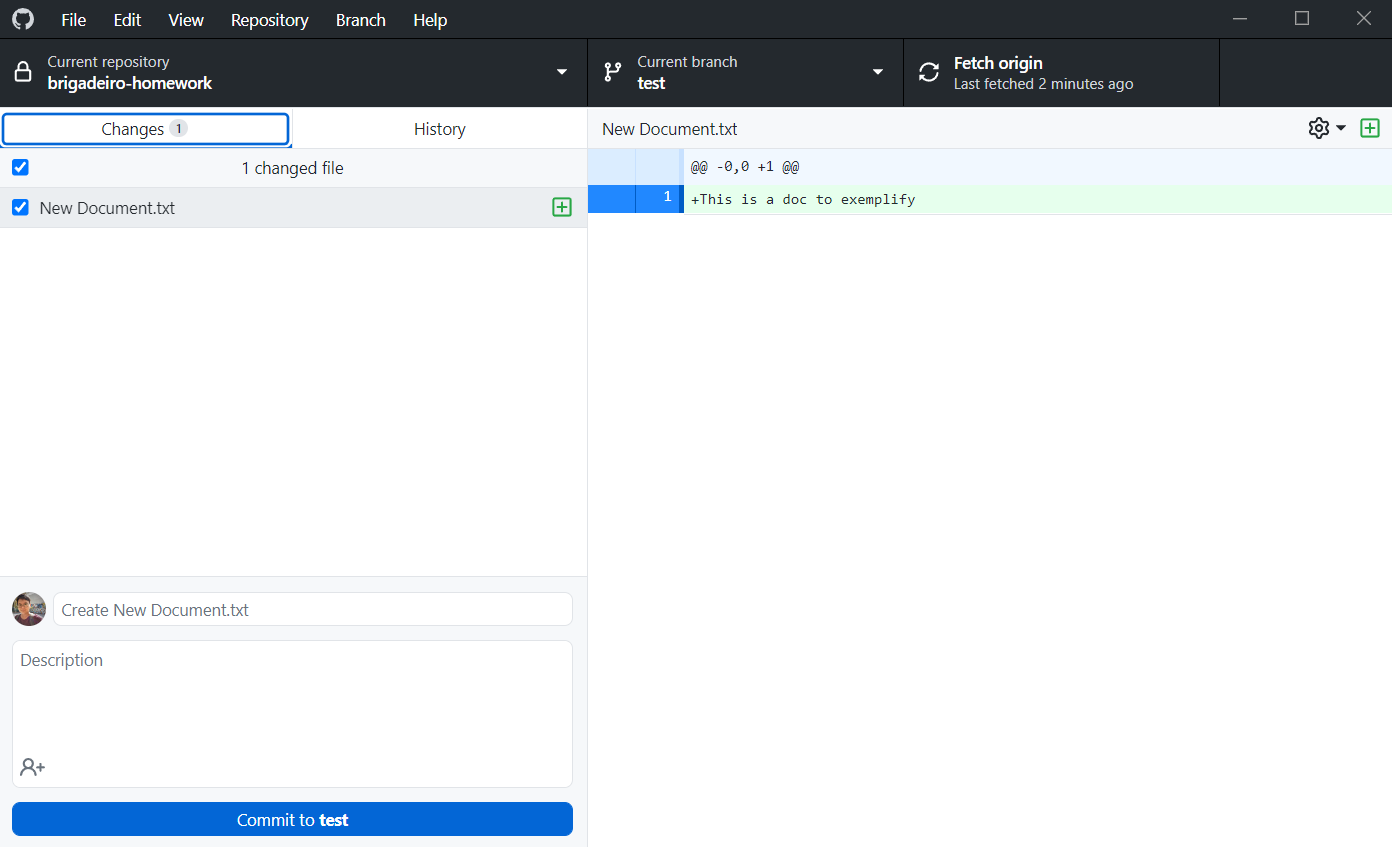 File Edit View Repository Branch Help
Current repository
brigadeiro-homework
Current branch
test
Fetch origin
Last fetched 2 minutes ago
Changes 1
History
New Document.txt
1 changed file
@@ -0,0 +1 @@
New Document.txt
1 +This is a doc to exemplify
Create New Document.txt
Description
Commit to test